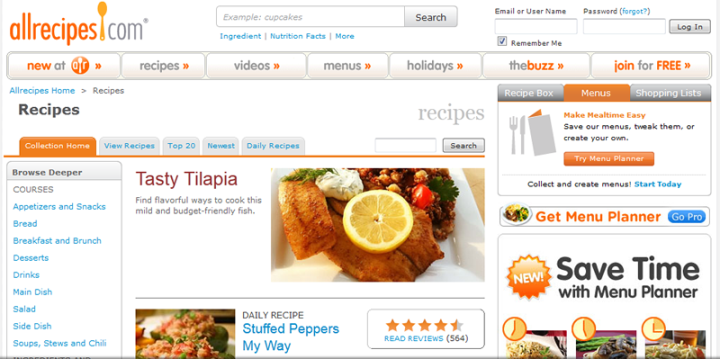 allrecipes.com®
Example: cupcakes
Search
Ingredient | Nutrition Facts | More
Email or User Name
Password (forgot?)
Log In
Remember Me
new at ar »
recipes »
videos »
menus »
holidays »
thebuzz »
join for FREE »
Allrecipes Home > Recipes
Recipes
recipes
Collection Home
View Recipes
Top 20
Newest
Daily Recipes
Search
Browse Deeper
COURSES
Appetizers and Snacks
Bread
Breakfast and Brunch
Desserts
Drinks
Main Dish
Salad
Side Dish
Soups, Stews and Chili
Tasty Tilapia
Find flavorful ways to cook this
mild and budget-friendly fish.
DAILY RECIPE
Stuffed Peppers
My Way
READ REVIEWS (564)
Recipe Box
Menus
Shopping Lists
Make Mealtime Easy
Save our menus, tweak them, or
create your own.
Try Menu Planner
Collect and create menus! Start Today
Get Menu Planner
Go Pro
NEW!
Save Time
with Menu Planner